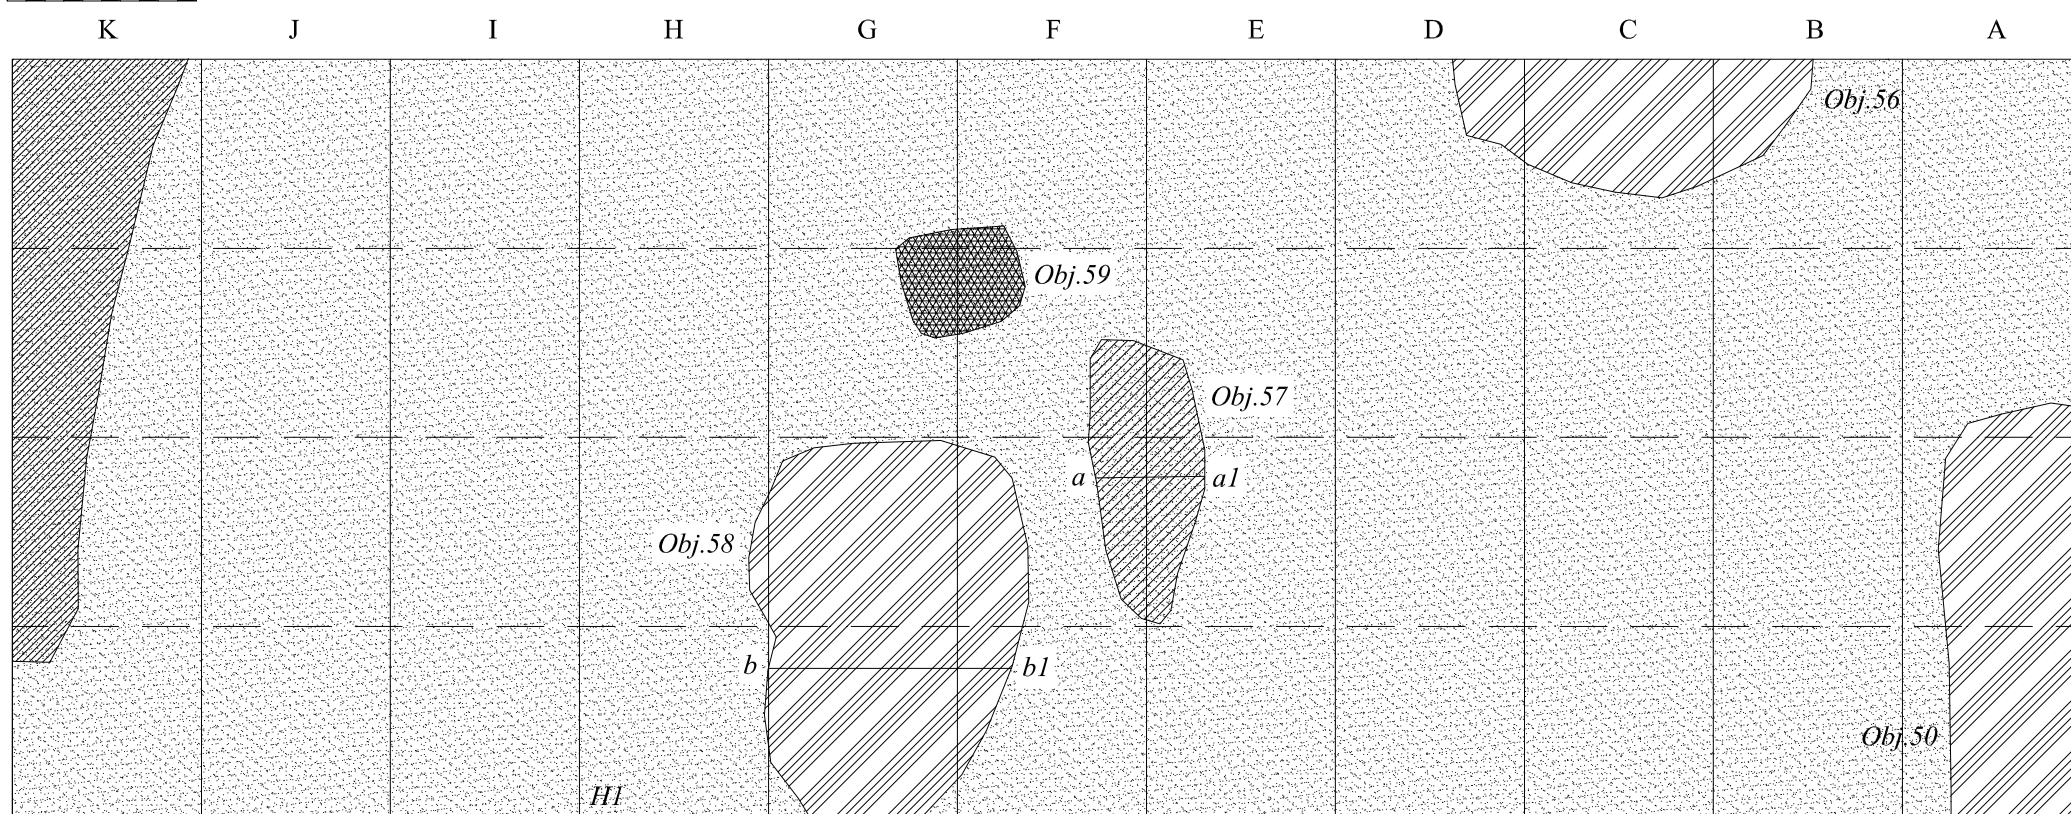 K J I H G F E D C B A
Obj.56
Obj.59
Obj.57
a a1
Obj.58
b b1
Obj.50
H1